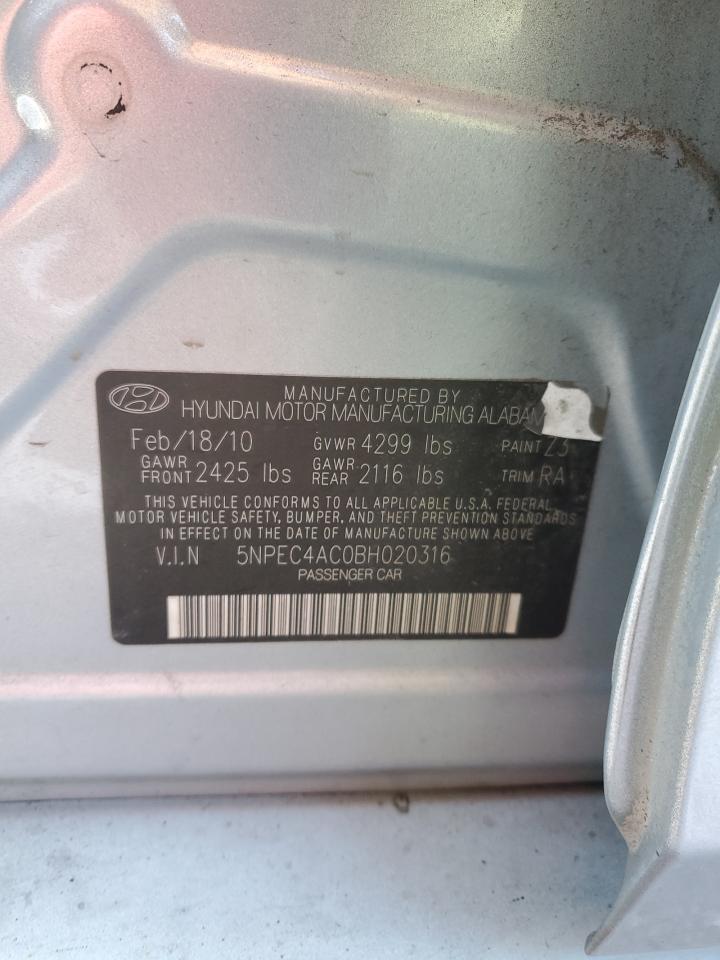 MANUFACTURED BY
HYUNDAI MOTOR MANUFACTURING ALABAM
Feb/18/10 GVWR 4299 lbs PAINT Z3
GAWR FRONT 2425 lbs GAWR REAR 2116 lbs TRIM RA
THIS VEHICLE CONFORMS TO ALL APPLICABLE U.S.A. FEDERAL
MOTOR VEHICLE SAFETY, BUMPER, AND THEFT PREVENTION STANDARDS
IN EFFECT ON THE DATE OF MANUFACTURE SHOWN ABOVE
V.I.N 5NPEC4AC0BH020316
PASSENGER CAR